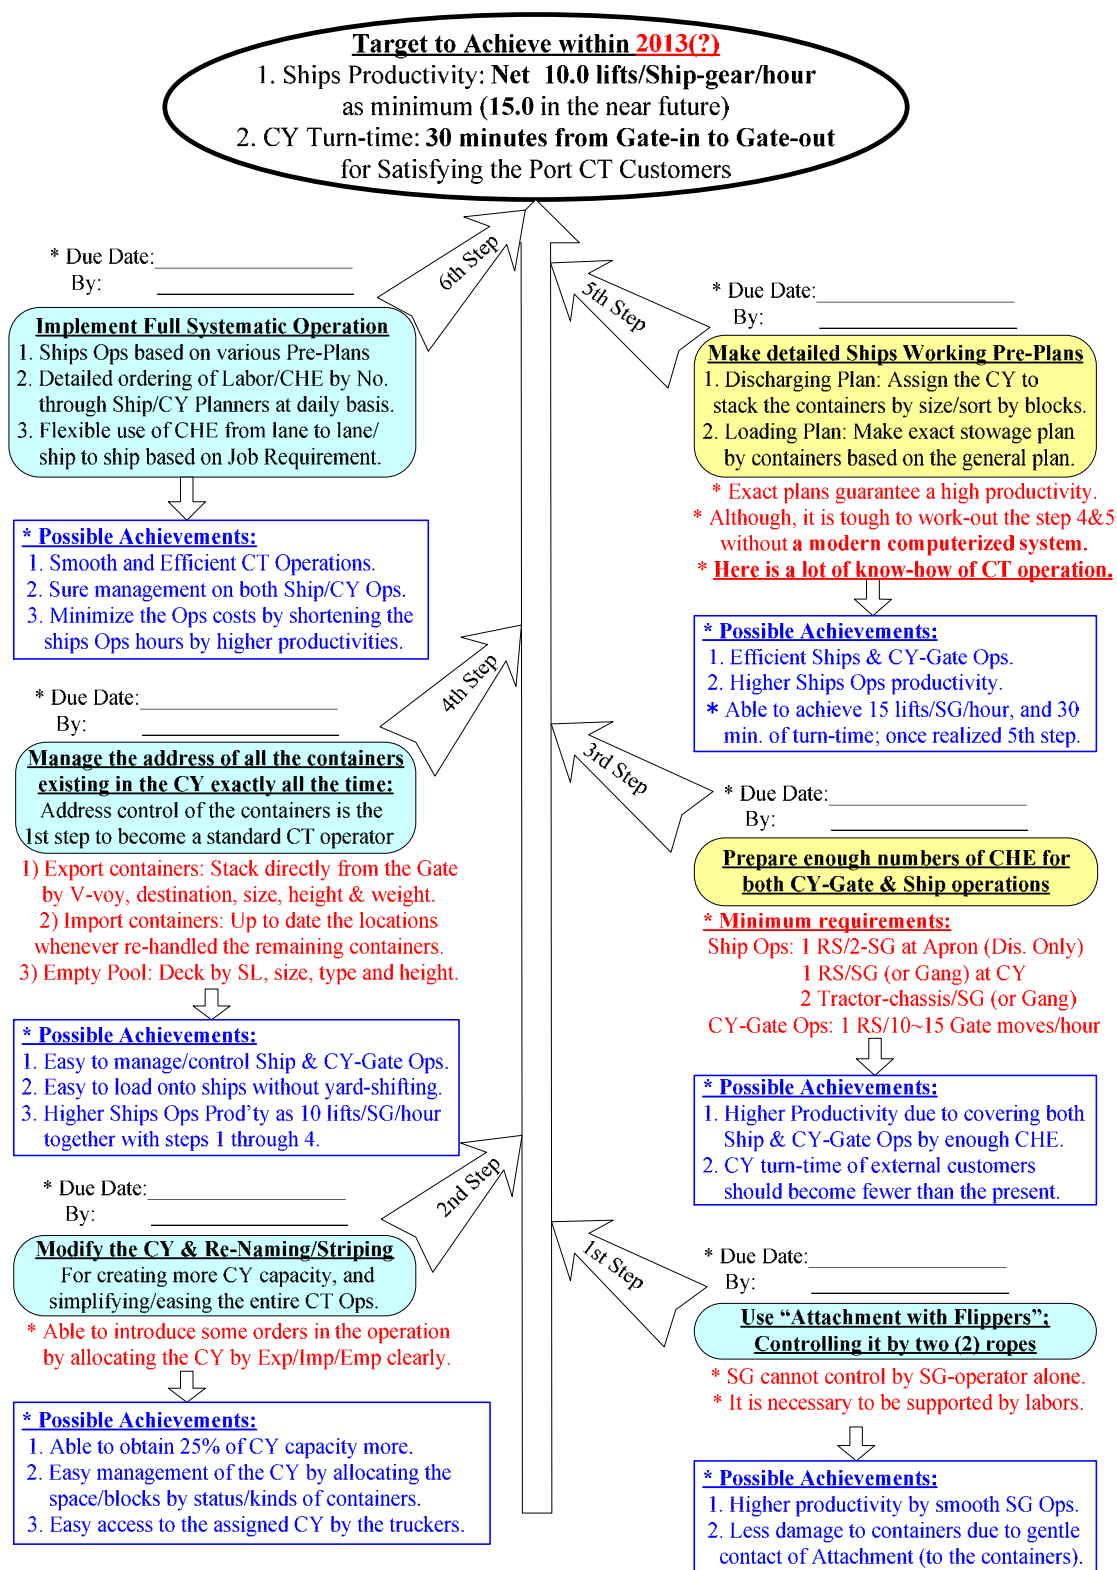 Target to Achieve within 2013(?)
1. Ships Productivity: Net 10.0 lifts/Ship-gear/hour
as minimum (15.0 in the near future)
2. CY Turn-time: 30 minutes from Gate-in to Gate-out
for Satisfying the Port CT Customers
6th Step
* Due Date:___________________
By: ___________________
Implement Full Systematic Operation
1. Ships Ops based on various Pre-Plans
2. Detailed ordering of Labor/CHE by No.
through Ship/CY Planners at daily basis.
3. Flexible use of CHE from lane to lane/
ship to ship based on Job Requirement.
* Possible Achievements:
1. Smooth and Efficient CT Operations.
2. Sure management on both Ship/CY Ops.
3. Minimize the Ops costs by shortening the
ships Ops hours by higher productivities.
5th Step
* Due Date:___________________
By: ___________________
Make detailed Ships Working Pre-Plans
1. Discharging Plan: Assign the CY to
stack the containers by size/sort by blocks.
2. Loading Plan: Make exact stowage plan
by containers based on the general plan.
* Exact plans guarantee a high productivity.
* Although, it is tough to work-out the step 4&5
without a modern computerized system.
* Here is a lot of know-how of CT operation.
* Possible Achievements:
1. Efficient Ships & CY-Gate Ops.
2. Higher Ships Ops productivity.
* Able to achieve 15 lifts/SG/hour, and 30
min. of turn-time; once realized 5th step.
4th Step
* Due Date:___________________
By: ___________________
Manage the address of all the containers
existing in the CY exactly all the time:
Address control of the containers is the
1st step to become a standard CT operator
1) Export containers: Stack directly from the Gate
by V-voy, destination, size, height & weight.
2) Import containers: Up to date the locations
whenever re-handled the remaining containers.
3) Empty Pool: Deck by SL, size, type and height.
* Possible Achievements:
1. Easy to manage/control Ship & CY-Gate Ops.
2. Easy to load onto ships without yard-shifting.
3. Higher Ships Ops Prod'ty as 10 lifts/SG/hour
together with steps 1 through 4.
3rd Step
* Due Date:___________________
By: ___________________
Prepare enough numbers of CHE for
both CY-Gate & Ship operations
* Minimum requirements:
Ship Ops: 1 RS/2-SG at Apron (Dis. Only)
1 RS/SG (or Gang) at CY
2 Tractor-chassis/SG (or Gang)
CY-Gate Ops: 1 RS/10~15 Gate moves/hour
* Possible Achievements:
1. Higher Productivity due to covering both
Ship & CY-Gate Ops by enough CHE.
2. CY turn-time of external customers
should become fewer than the present.
2nd Step
* Due Date:___________________
By: ___________________
Modify the CY & Re-Naming/Striping
For creating more CY capacity, and
simplifying/easing the entire CT Ops.
* Able to introduce some orders in the operation
by allocating the CY by Exp/Imp/Emp clearly.
* Possible Achievements:
1. Able to obtain 25% of CY capacity more.
2. Easy management of the CY by allocating the
space/blocks by status/kinds of containers.
3. Easy access to the assigned CY by the truckers.
1st Step
* Due Date:___________________
By: ___________________
Use “Attachment with Flippers”;
Controlling it by two (2) ropes
* SG cannot control by SG-operator alone.
* It is necessary to be supported by labors.
* Possible Achievements:
1. Higher productivity by smooth SG Ops.
2. Less damage to containers due to gentle
contact of Attachment (to the containers).